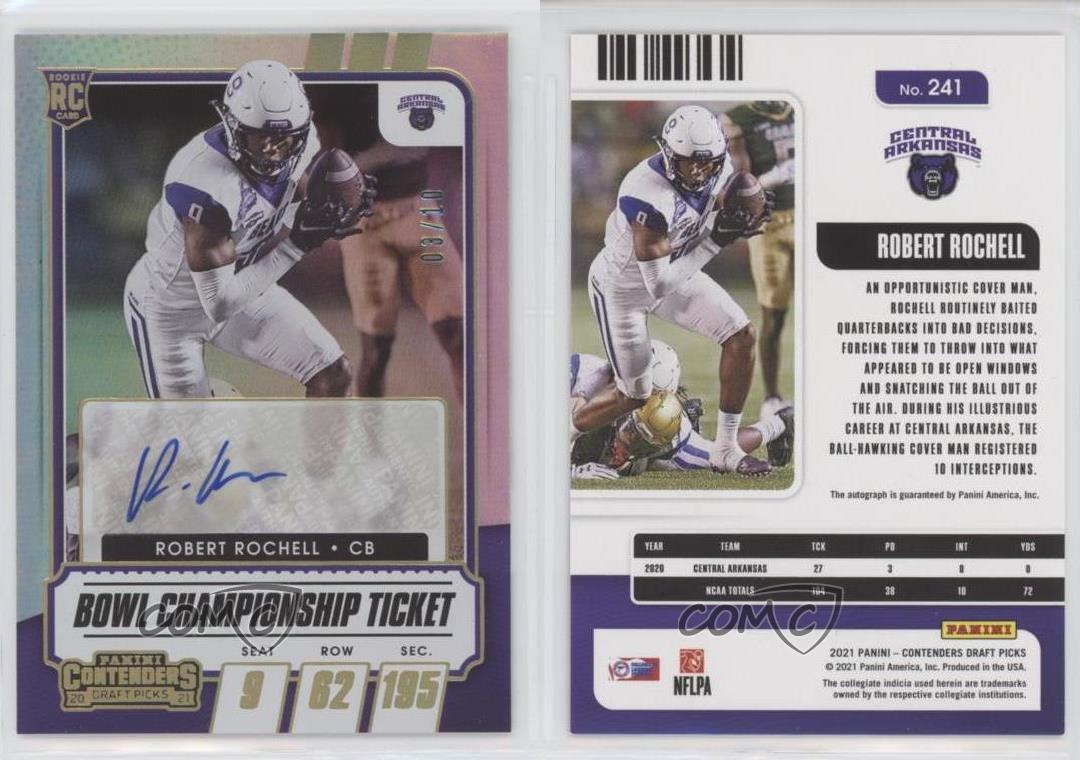 ROOKIE
RC
CARD
CENTRAL
ARKANSAS
8
03/10
ROBERT ROCHELL • CB
BOWL CHAMPIONSHIP TICKET
SEAT ROW SEC.
9 62 195
PANINI
CONTENDERS
20 DRAFT PICKS 21
COMC
No. 241
CENTRAL
ARKANSAS
8
ROBERT ROCHELL
AN OPPORTUNISTIC COVER MAN,
ROCHELL ROUTINELY BAITED
QUARTERBACKS INTO BAD DECISIONS,
FORCING THEM TO THROW INTO WHAT
APPEARED TO BE OPEN WINDOWS
AND SNATCHING THE BALL OUT OF
THE AIR. DURING HIS ILLUSTRIOUS
CAREER AT CENTRAL ARKANSAS, THE
BALL-HAWKING COVER MAN REGISTERED
10 INTERCEPTIONS.
The autograph is guaranteed by Panini America, Inc.
YEAR TEAM TCK PD INT YDS
2020 CENTRAL ARKANSAS 27 3 0 0
NCAA TOTALS 104 38 10 72
COMC
PANINI
2021 PANINI – CONTENDERS DRAFT PICKS
© 2021 Panini America, Inc. Produced in the USA.
The collegiate indicia used herein are trademarks
owned by the respective collegiate institutions.
NFLPA